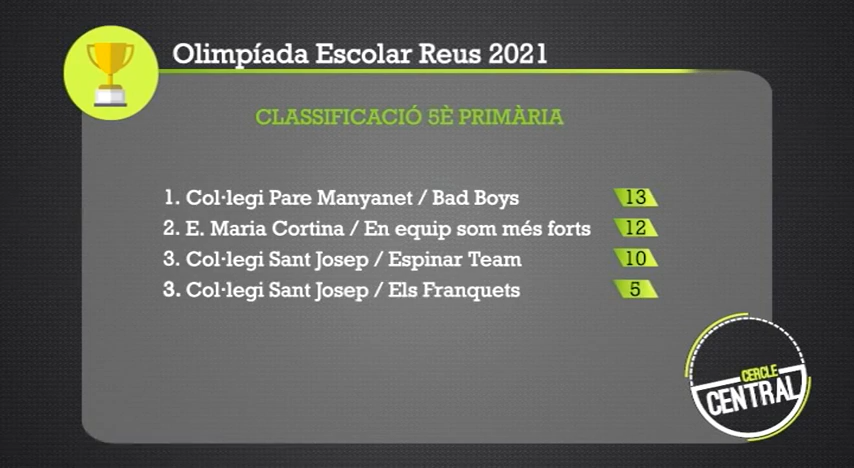 Olimpíada Escolar Reus 2021
CLASSIFICACIÓ 5È PRIMÀRIA
1. Col·legi Pare Manyanet / Bad Boys 13
2. E. Maria Cortina / En equip som més forts 12
3. Col·legi Sant Josep / Espinar Team 10
3. Col·legi Sant Josep / Els Franquets 5
CERCLE
CENTRAL